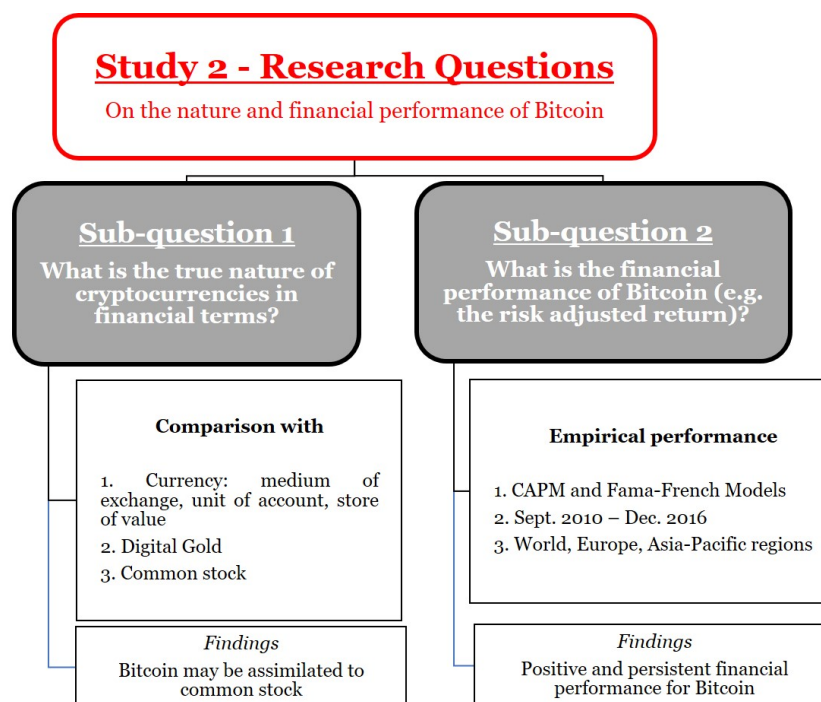 Study 2 - Research Questions
On the nature and financial performance of Bitcoin
Sub-question 1
What is the true nature of
cryptocurrencies in
financial terms?
Comparison with
1. Currency: medium of
exchange, unit of account, store
of value
2. Digital Gold
3. Common stock
Findings
Bitcoin may be assimilated to
common stock
Sub-question 2
What is the financial
performance of Bitcoin (e.g.
the risk adjusted return)?
Empirical performance
1. CAPM and Fama-French Models
2. Sept. 2010 – Dec. 2016
3. World, Europe, Asia-Pacific regions
Findings
Positive and persistent financial
performance for Bitcoin